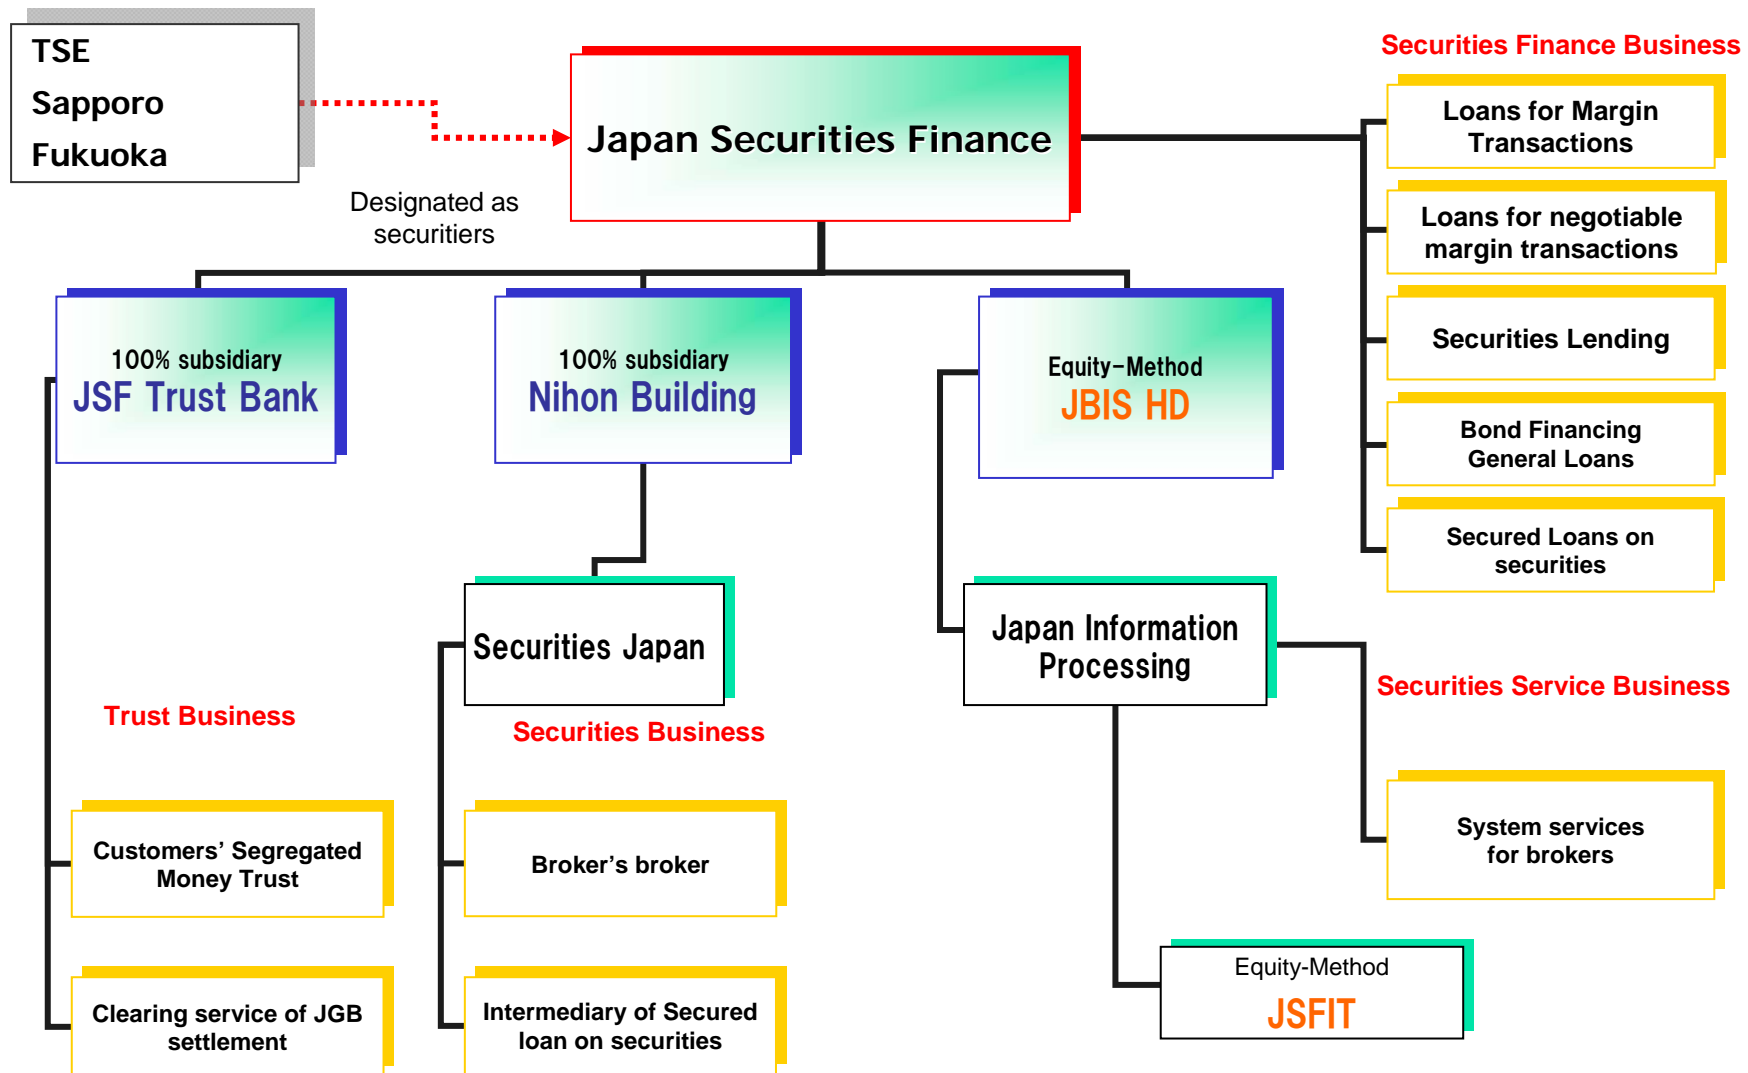 TSE
Sapporo
Fukuoka
Japan Securities Finance
Designated as
securitiers
Securities Finance Business
Loans for Margin
Transactions
Loans for negotiable
margin transactions
Securities Lending
Bond Financing
General Loans
Secured Loans on
securities
100% subsidiary
JSF Trust Bank
100% subsidiary
Nihon Building
Equity-Method
JBIS HD
Securities Japan
Japan Information
Processing
Securities Service Business
Trust Business
Securities Business
System services
for brokers
Customers’ Segregated
Money Trust
Broker’s broker
Equity-Method
JSFIT
Clearing service of JGB
settlement
Intermediary of Secured
loan on securities